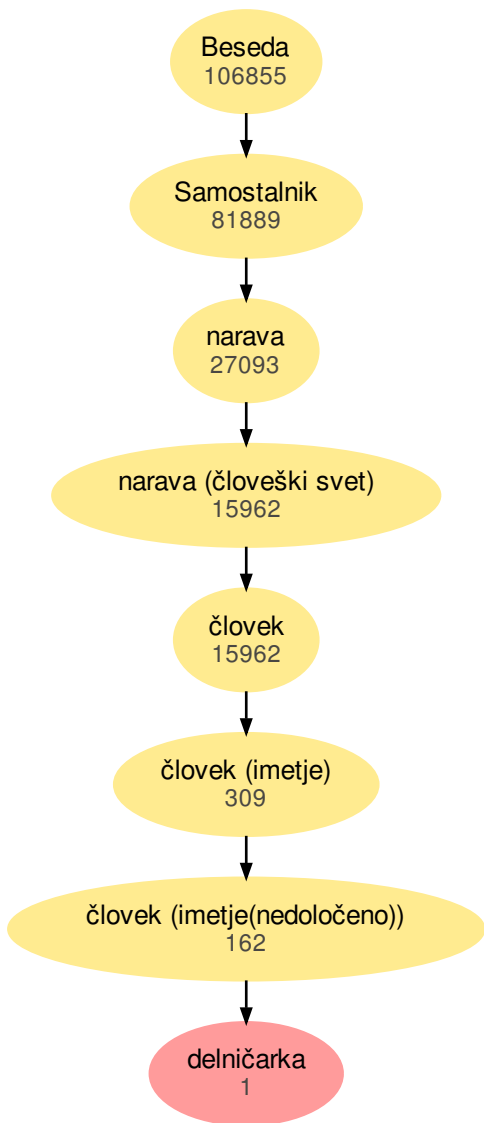 Beseda
106855
Samostalnik
81889
narava
27093
narava (človeški svet)
15962
človek
15962
človek (imetje)
309
človek (imetje(nedoločeno))
162
delničarka
1